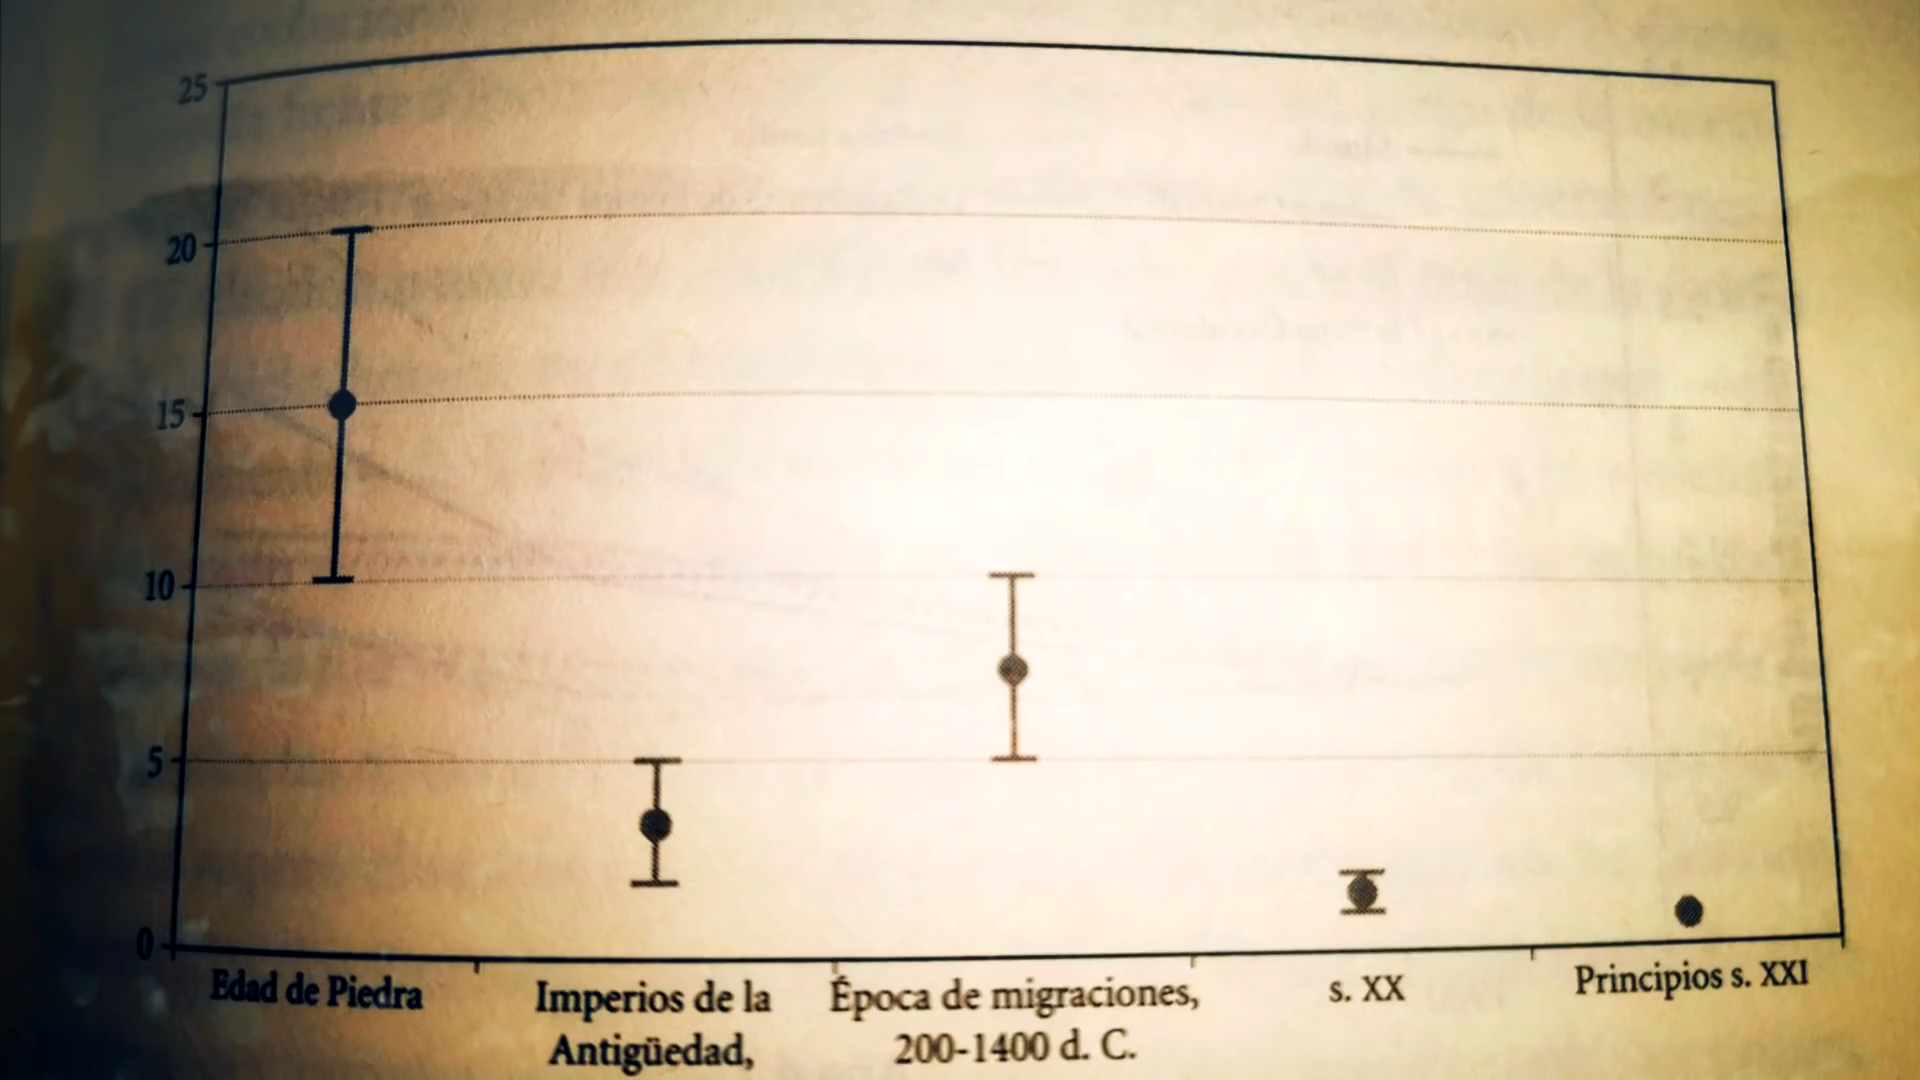 25
20
15
10
5
0
Edad de Piedra
Imperios de la
Antigüedad,
Época de migraciones,
200-1400 d. C.
s. XX
Principios s. XXI